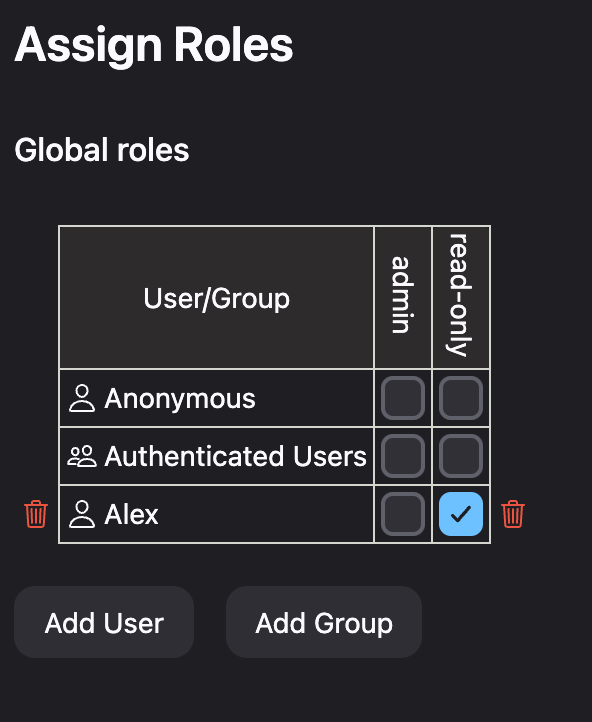 Assign Roles
Global roles
User/Group
admin
read-only
Anonymous
Authenticated Users
Alex
Add User
Add Group